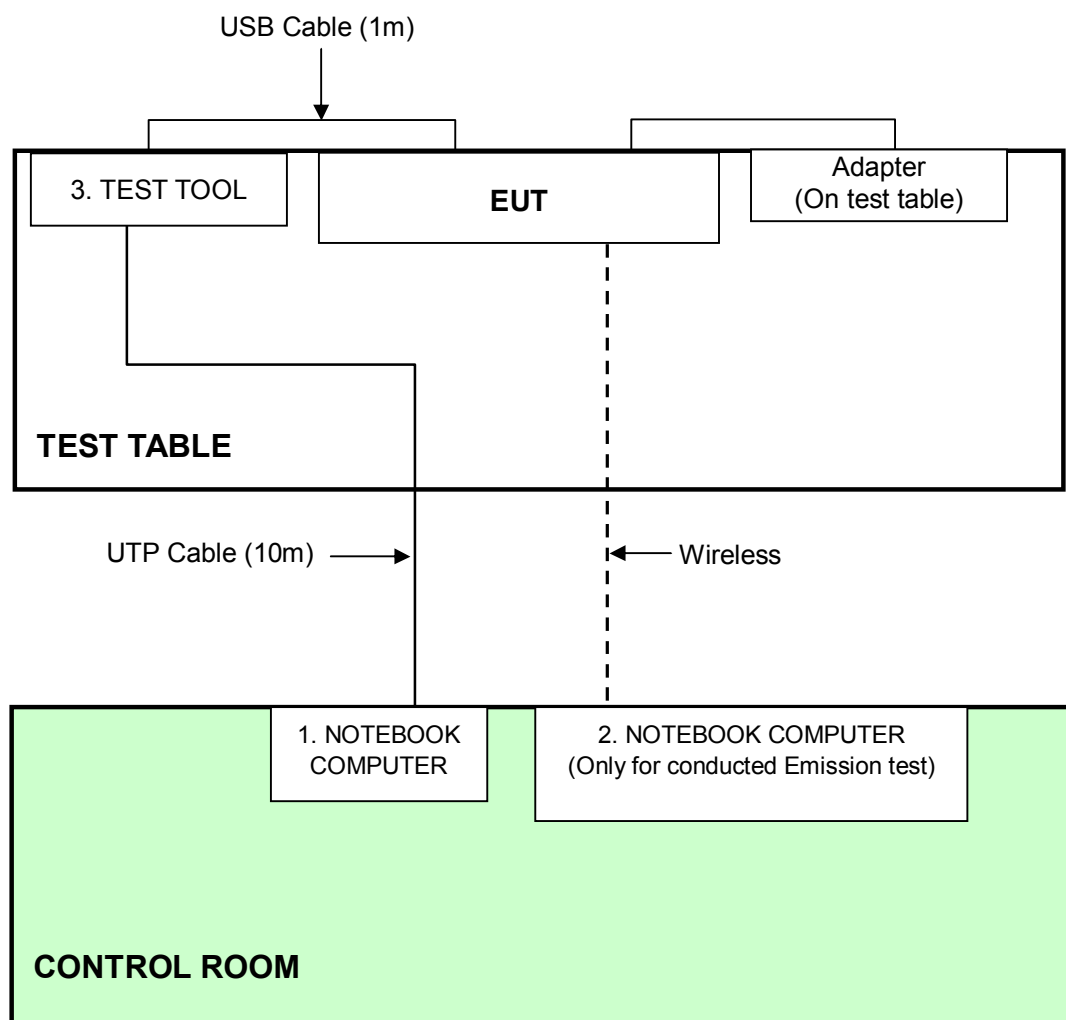 USB Cable (1m)
3. TEST TOOL
EUT
Adapter
(On test table)
TEST TABLE
UTP Cable (10m)
Wireless
1. NOTEBOOK
COMPUTER
2. NOTEBOOK COMPUTER
(Only for conducted Emission test)
CONTROL ROOM